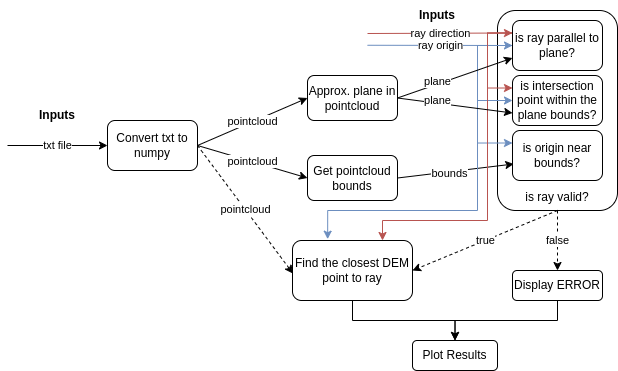 Inputs
ray direction
ray origin
is ray parallel to
plane?
Approx. plane in
pointcloud
plane
plane
is intersection
point within the
plane bounds?
Inputs
txt file
Convert txt to
numpy
pointcloud
pointcloud
pointcloud
Get pointcloud
bounds
bounds
is origin near
bounds?
is ray valid?
true
false
Find the closest DEM
point to ray
Display ERROR
Plot Results